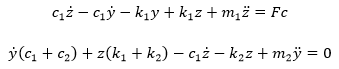 c₁ż − c₁ẏ − k₁y + k₁z + m₁z̈ = Fc
ẏ(c₁ + c₂) + z(k₁ + k₂) − c₁ż − k₂z + m₂ÿ = 0